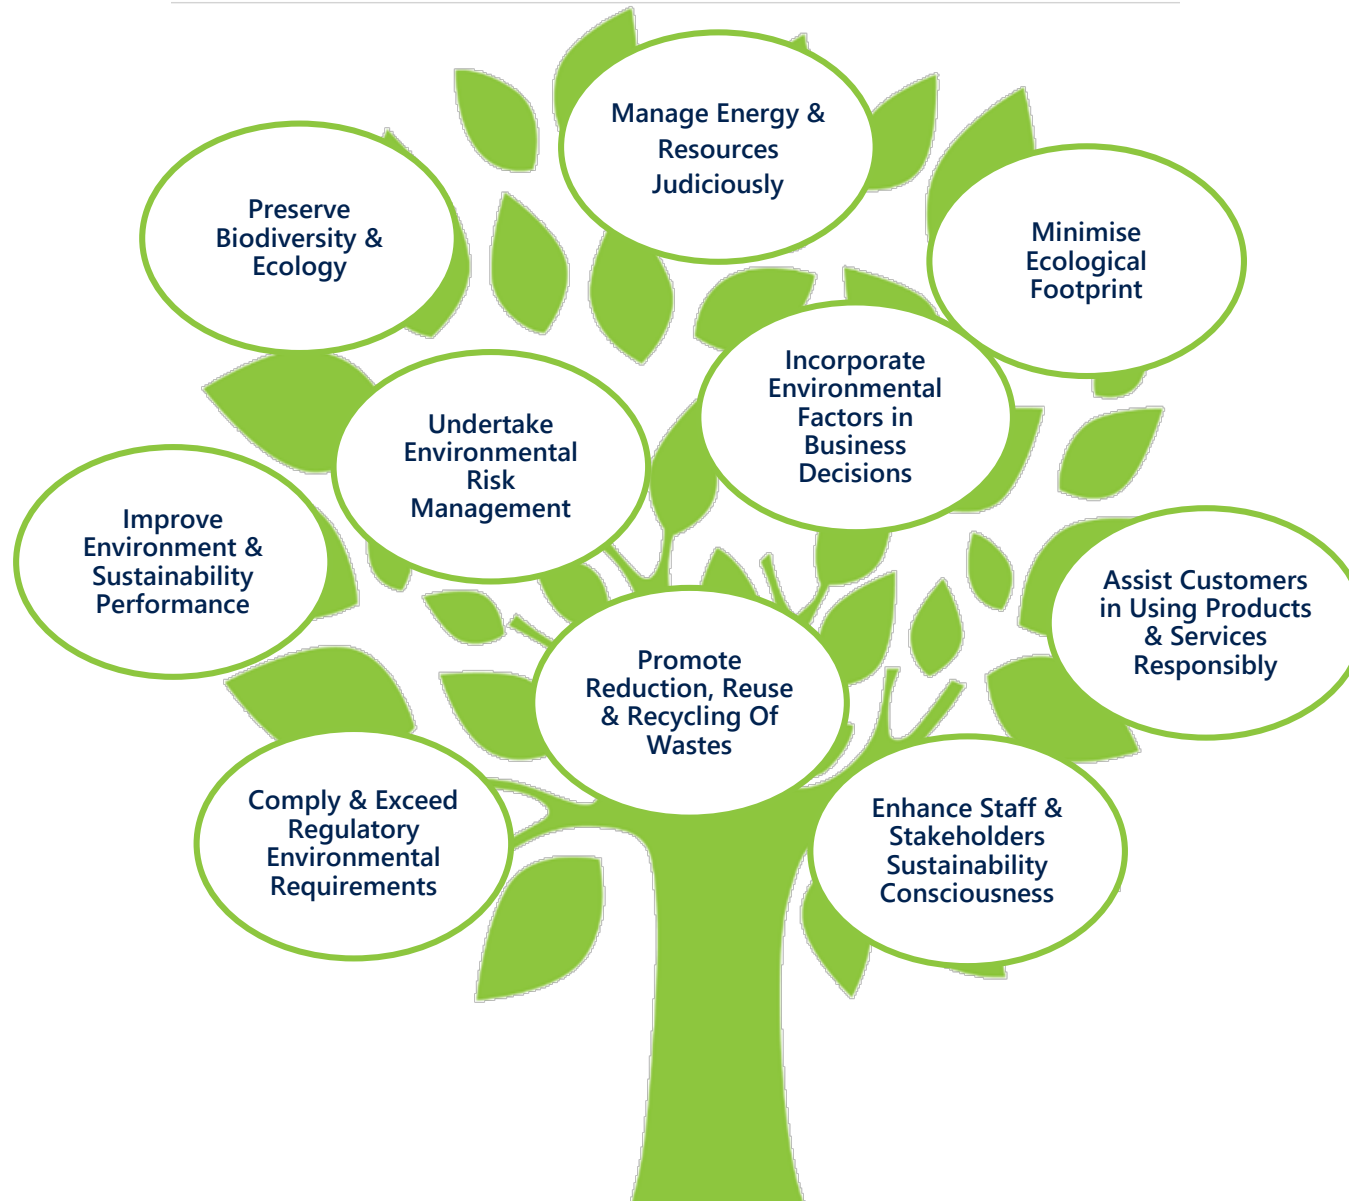 Manage Energy &
Resources
Judiciously
Preserve
Biodiversity &
Ecology
Minimise
Ecological
Footprint
Incorporate
Environmental
Factors in
Business
Decisions
Undertake
Environmental
Risk
Management
Improve
Environment &
Sustainability
Performance
Assist Customers
in Using Products
& Services
Responsibly
Promote
Reduction, Reuse
& Recycling Of
Wastes
Comply & Exceed
Regulatory
Environmental
Requirements
Enhance Staff &
Stakeholders
Sustainability
Consciousness